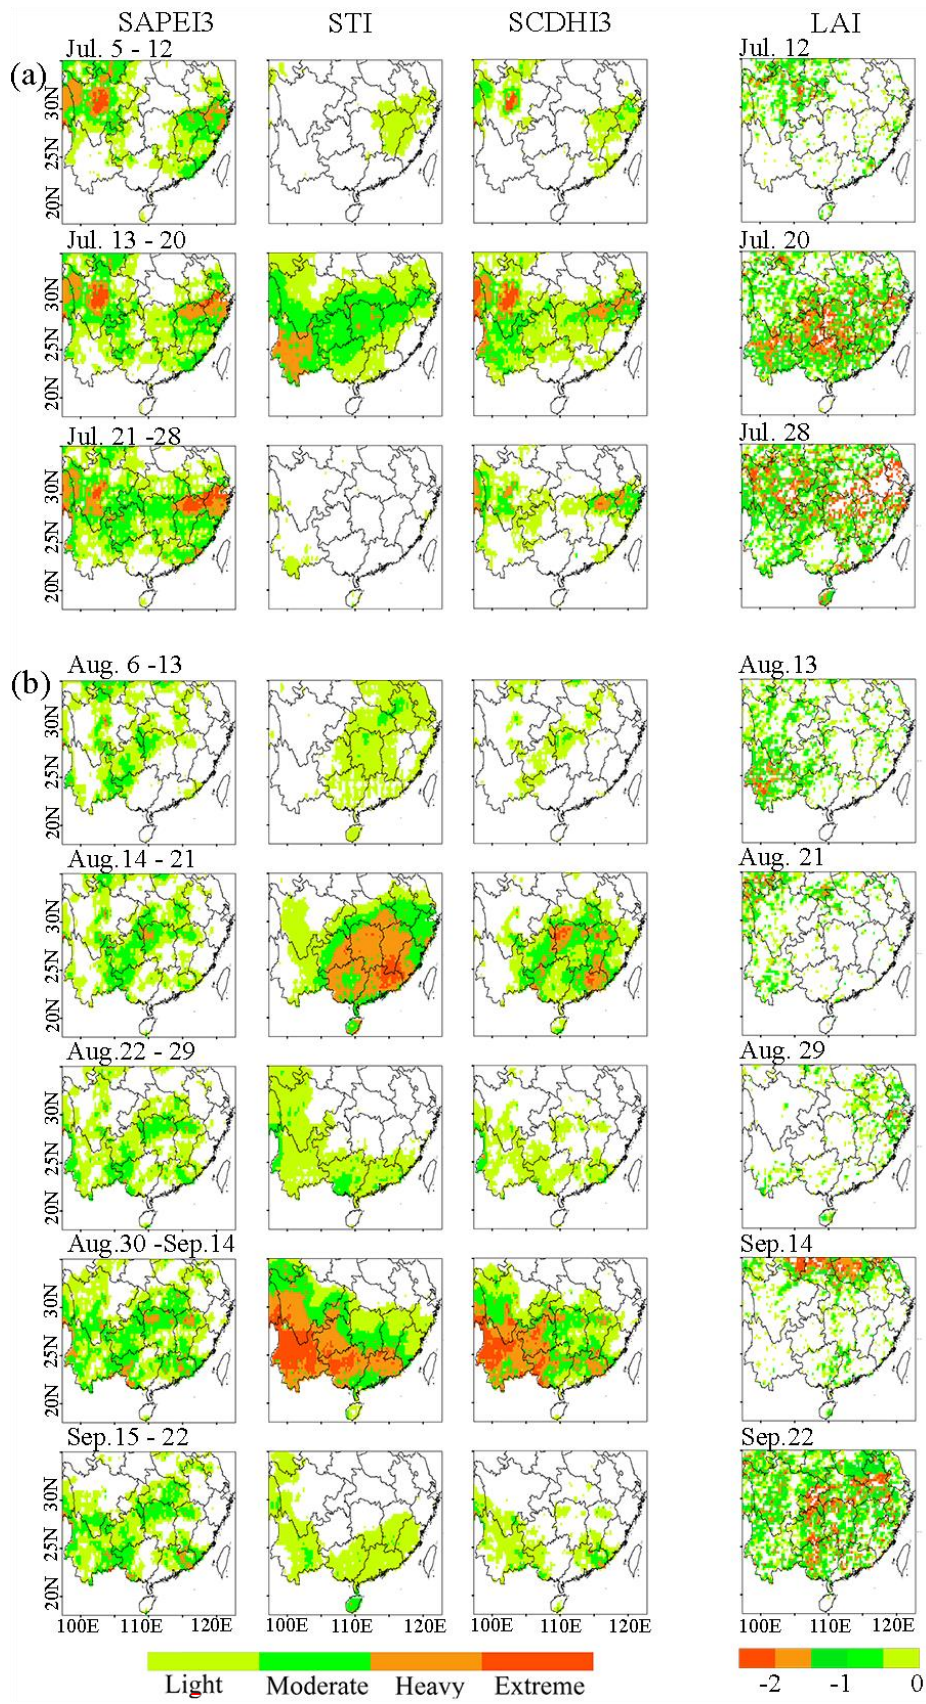 SAPEI3 STI SCDHI3 LAI
(a)
Jul. 5 - 12 Jul. 12
30N
25N
20N
Jul. 13 - 20 Jul. 20
30N
25N
20N
Jul. 21 -28 Jul. 28
30N
25N
20N
(b)
Aug. 6 -13 Aug.13
30N
25N
20N
Aug.14 - 21 Aug. 21
30N
25N
20N
Aug.22 - 29 Aug. 29
30N
25N
20N
Aug.30 -Sep.14 Sep.14
30N
25N
20N
Sep.15 - 22 Sep.22
30N
25N
20N
100E 110E 120E 100E 110E 120E 100E 110E 120E 100E 110E 120E
Light Moderate Heavy Extreme
-2 -1 0